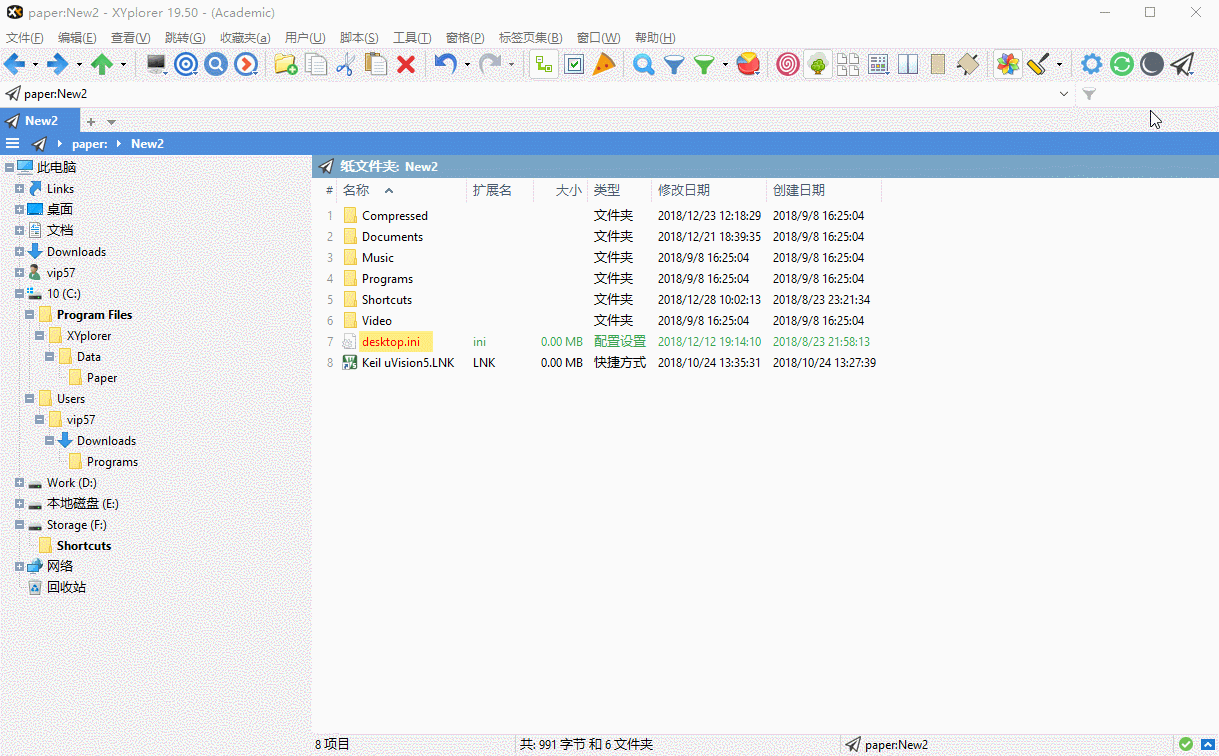 paper:New2 - XYplorer 19.50 - (Academic)
文件(F) 编辑(E) 查看(V) 跳转(G) 收藏夹(a) 用户(U) 脚本(S) 工具(T) 窗格(P) 标签页集(B) 窗口(W) 帮助(H)
paper:New2
New2
paper: New2
此电脑
Links
桌面
文档
Downloads
vip57
10 (C:)
Program Files
XYplorer
Data
Paper
Users
vip57
Downloads
Programs
Work (D:)
本地磁盘 (E:)
Storage (F:)
Shortcuts
网络
回收站
纸文件夹: New2
# 名称 扩展名 大小 类型 修改日期 创建日期
1 Compressed 文件夹 2018/12/23 12:18:29 2018/9/8 16:25:04
2 Documents 文件夹 2018/12/21 18:39:35 2018/9/8 16:25:04
3 Music 文件夹 2018/9/8 16:25:04 2018/9/8 16:25:04
4 Programs 文件夹 2018/9/8 16:25:04 2018/9/8 16:25:04
5 Shortcuts 文件夹 2018/12/28 10:02:13 2018/8/23 23:21:34
6 Video 文件夹 2018/9/8 16:25:04 2018/9/8 16:25:04
7 desktop.ini ini 0.00 MB 配置设置 2018/12/12 19:14:10 2018/8/23 21:58:13
8 Keil uVision5.LNK LNK 0.00 MB 快捷方式 2018/10/24 13:35:31 2018/10/24 13:27:39
8 项目 共: 991 字节 和 6 文件夹 paper:New2